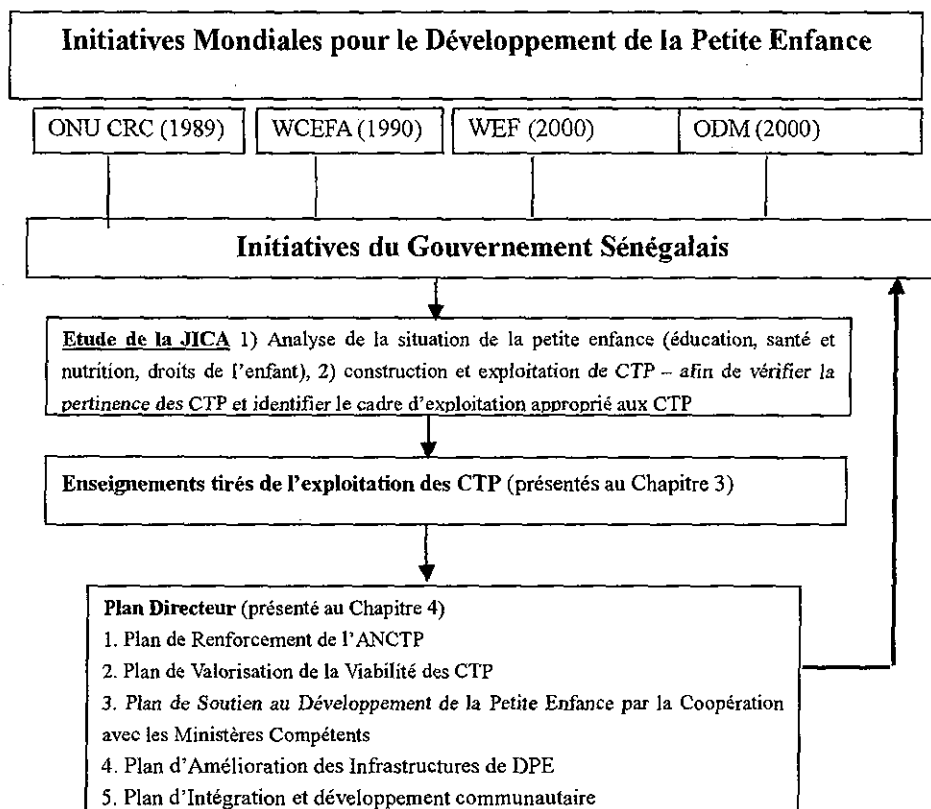 Initiatives Mondiales pour le Développement de la Petite Enfance
ONU CRC (1989)
WCEFA (1990)
WEF (2000)
ODM (2000)
Initiatives du Gouvernement Sénégalais
Etude de la JICA 1) Analyse de la situation de la petite enfance (éducation, santé et
nutrition, droits de l'enfant), 2) construction et exploitation de CTP – afin de vérifier la
pertinence des CTP et identifier le cadre d'exploitation approprié aux CTP
Enseignements tirés de l'exploitation des CTP (présentés au Chapitre 3)
Plan Directeur (présenté au Chapitre 4)
1. Plan de Renforcement de l'ANCTP
2. Plan de Valorisation de la Viabilité des CTP
3. Plan de Soutien au Développement de la Petite Enfance par la Coopération
avec les Ministères Compétents
4. Plan d'Amélioration des Infrastructures de DPE
5. Plan d'Intégration et développement communautaire